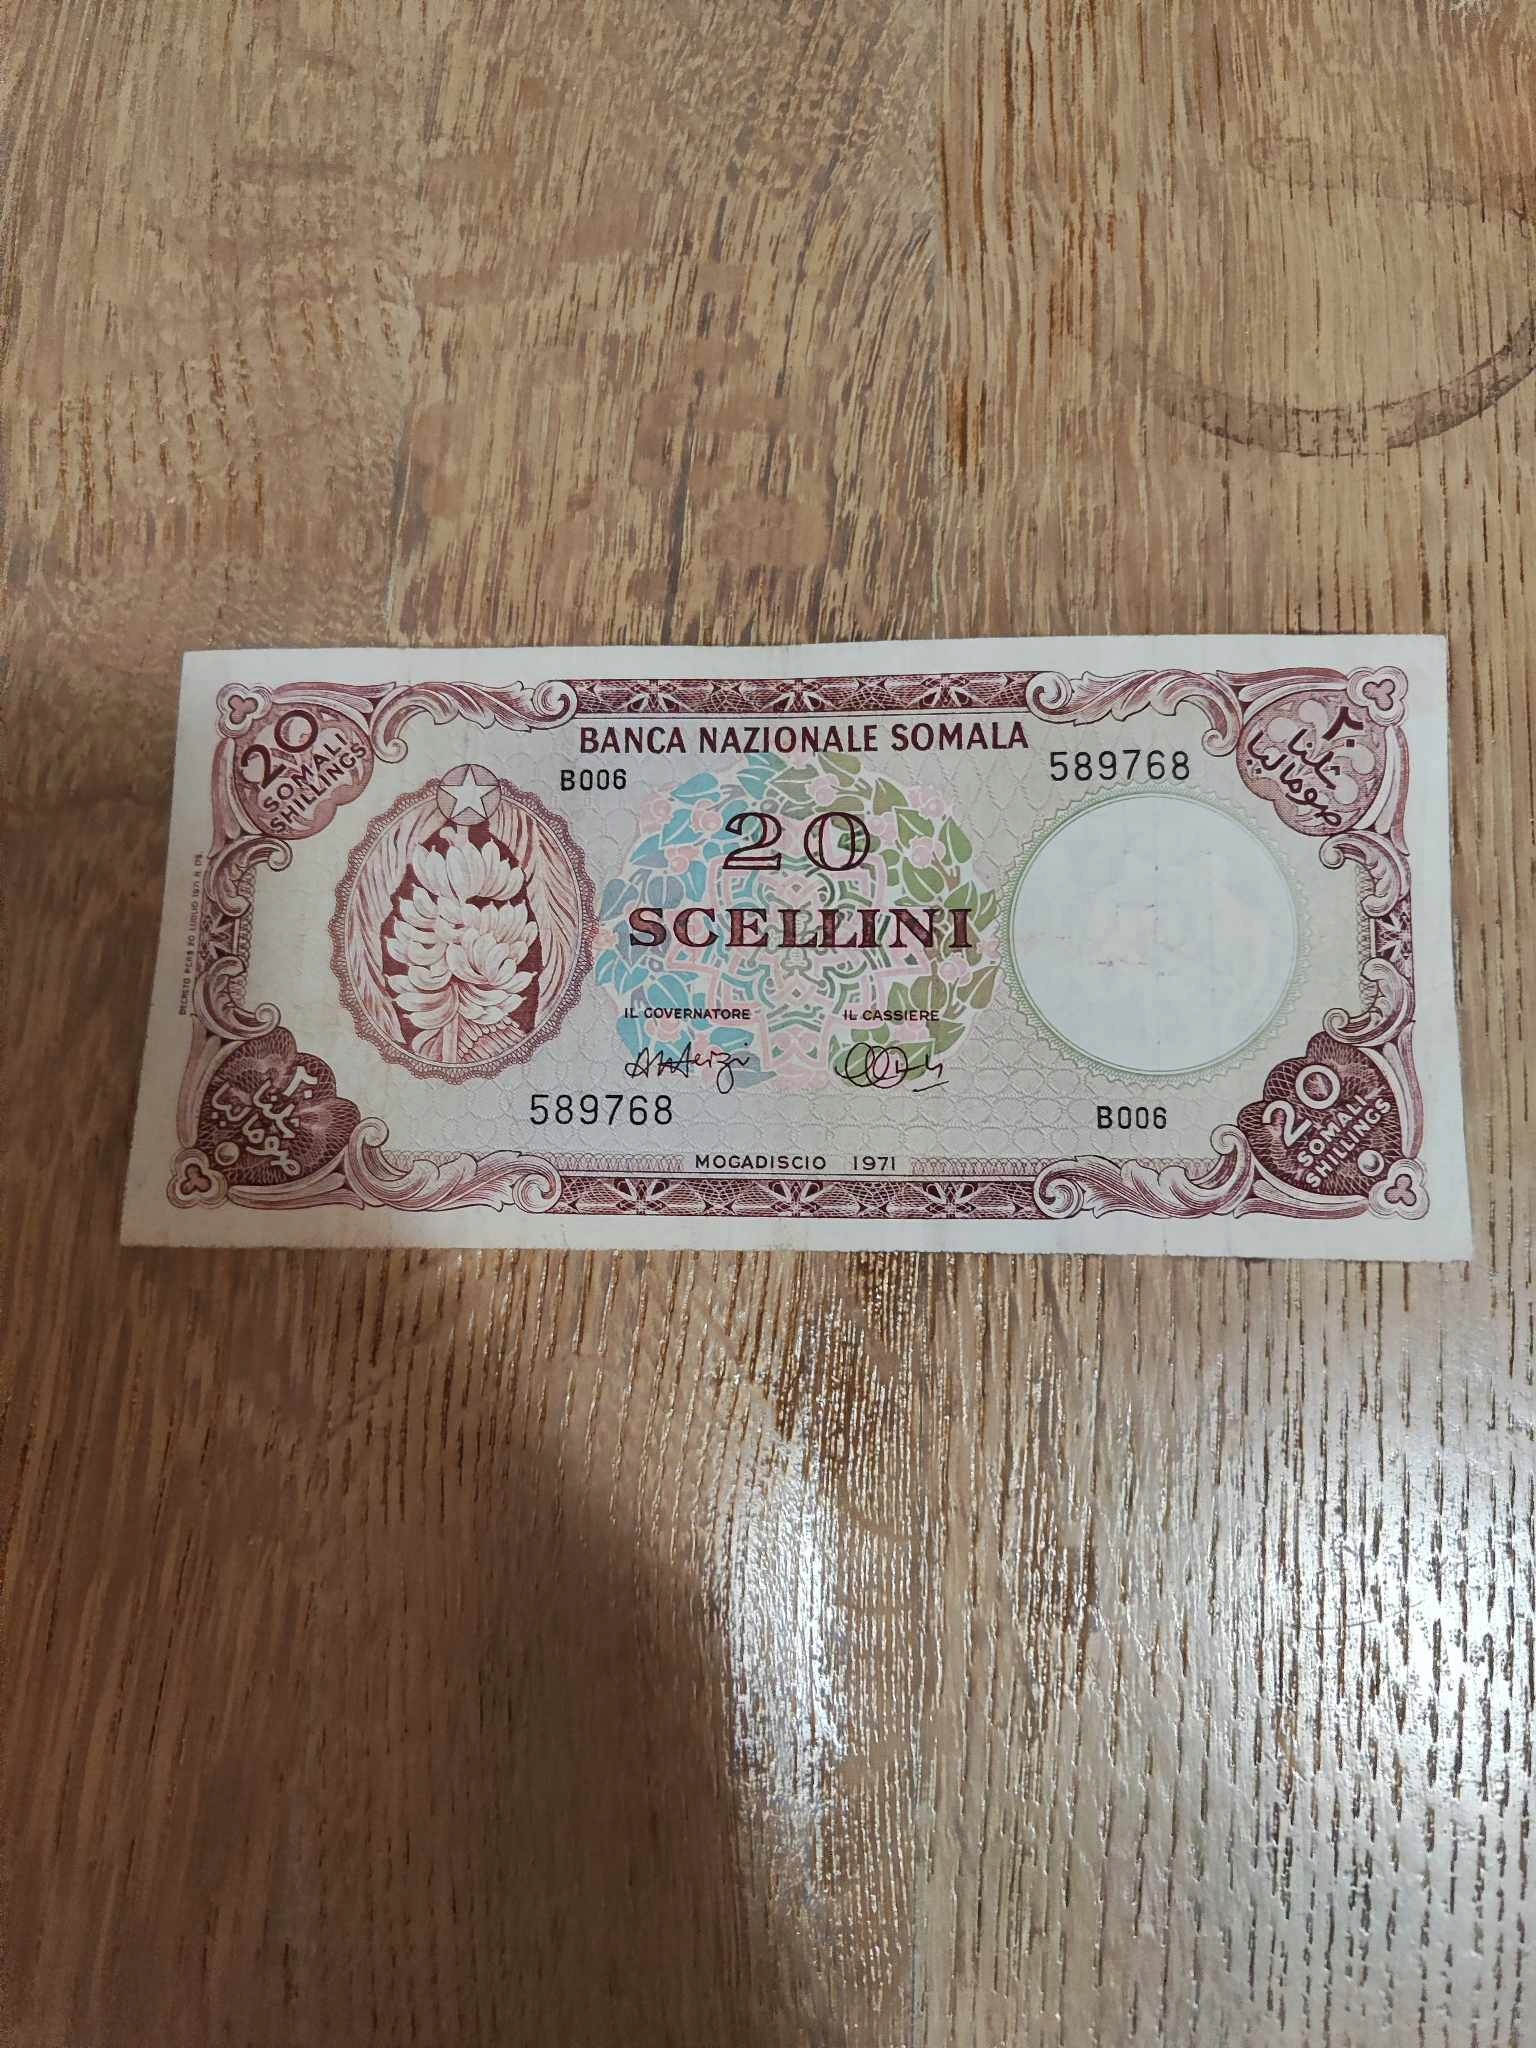 BANCA NAZIONALE SOMALA
20
SOMALI
SHILLINGS
٢٠
شلنا
صوماليا
B006
589768
20
SCELLINI
IL GOVERNATORE
IL CASSIERE
589768
B006
MOGADISCIO 1971
٢٠
شلنا
صوماليا
20
SOMALI
SHILLINGS